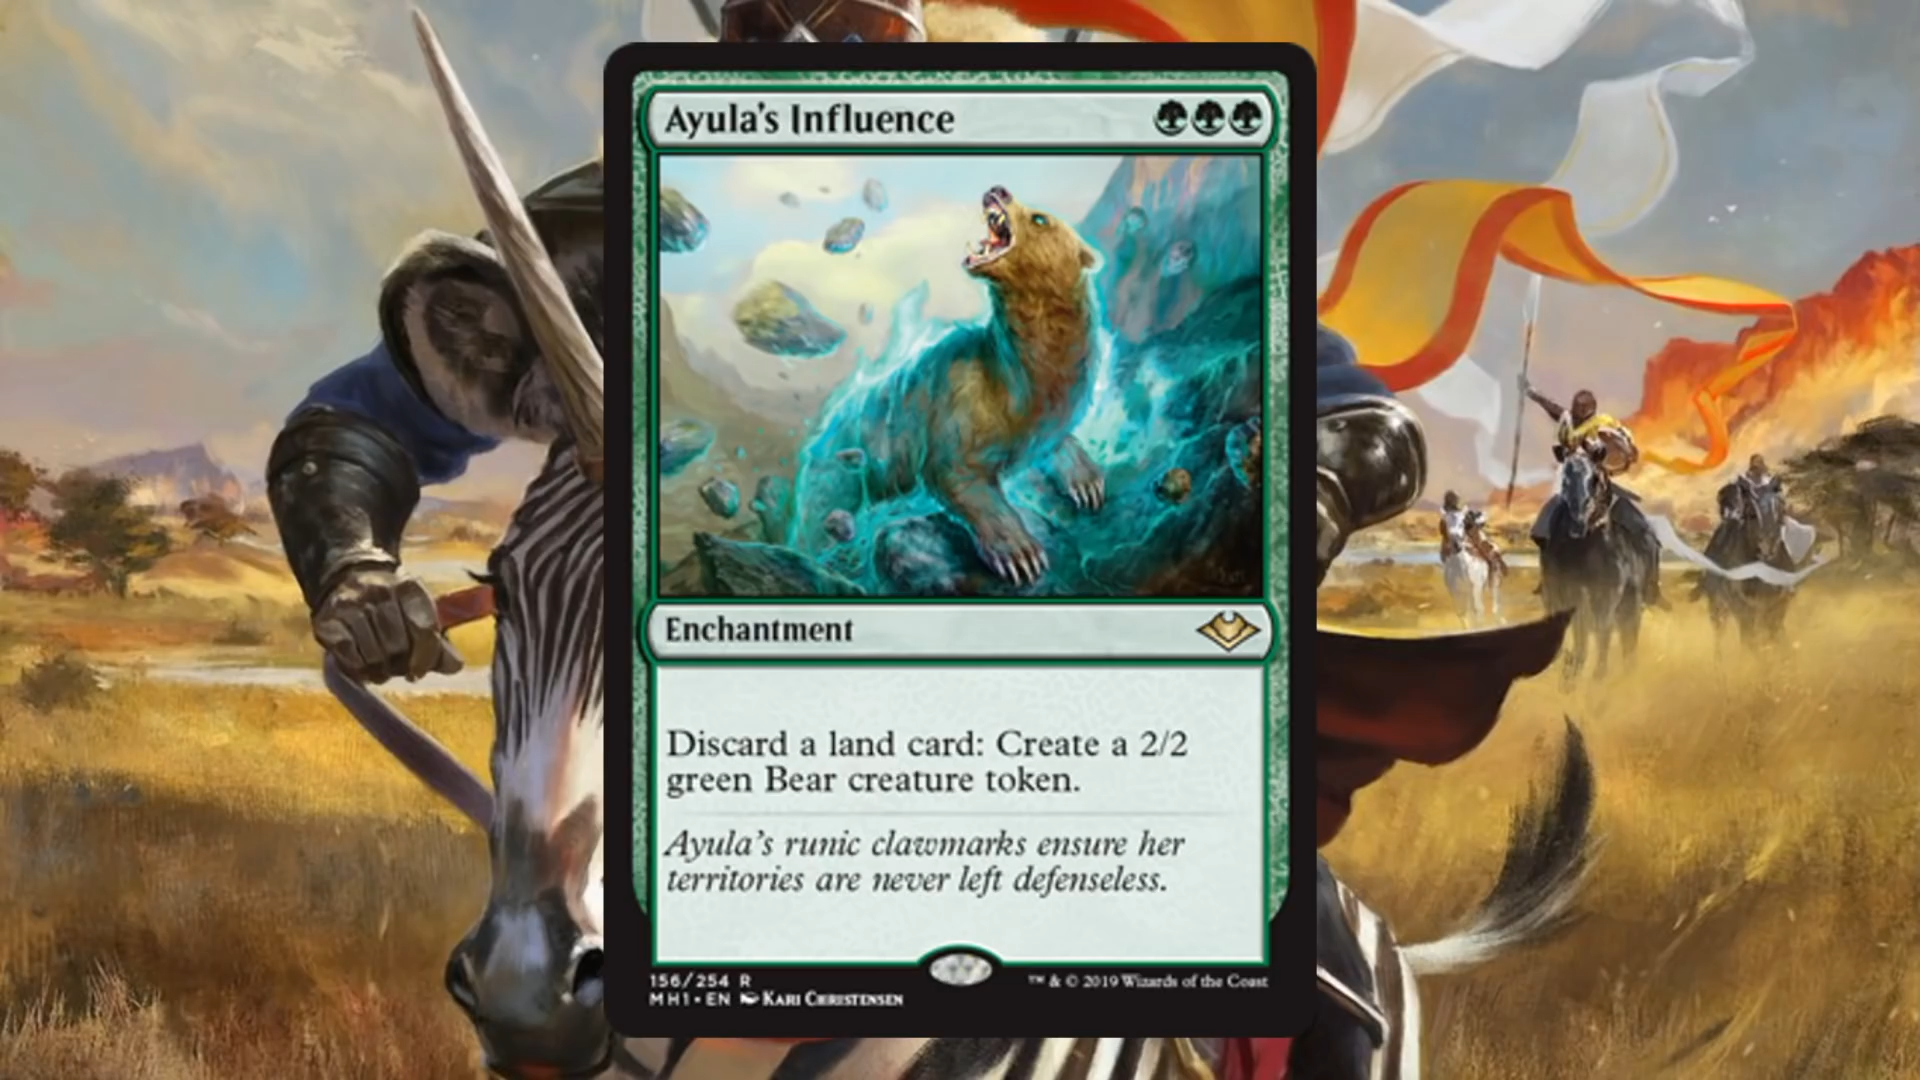 Ayula's Influence
Enchantment
Discard a land card: Create a 2/2
green Bear creature token.
Ayula's runic clawmarks ensure her
territories are never left defenseless.
156/254 R
™ & © 2019 Wizards of the Coast
MH1 • EN Kari Christensen